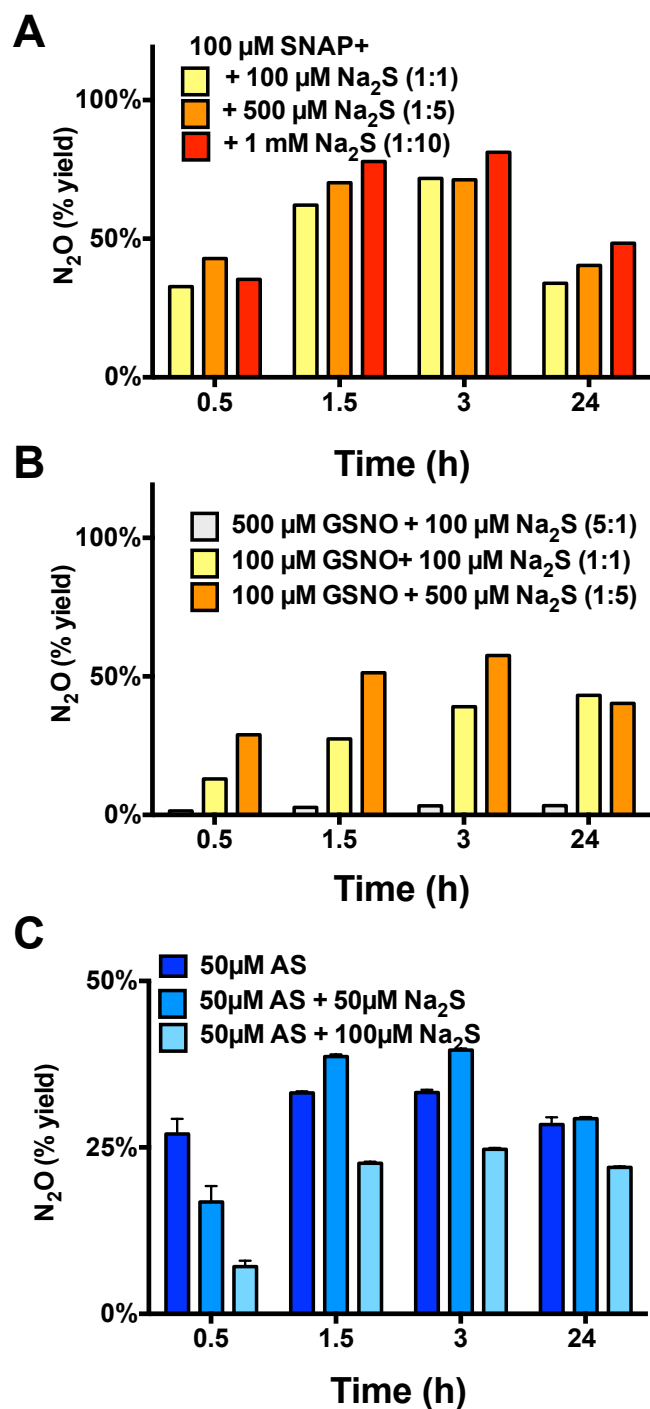 A
100 µM SNAP+
+ 100 µM Na₂S (1:1)
+ 500 µM Na₂S (1:5)
+ 1 mM Na₂S (1:10)
100%
50%
0%
N₂O (% yield)
0.5 1.5 3 24
Time (h)
B
500 µM GSNO + 100 µM Na₂S (5:1)
100 µM GSNO+ 100 µM Na₂S (1:1)
100 µM GSNO + 500 µM Na₂S (1:5)
100%
50%
0%
N₂O (% yield)
0.5 1.5 3 24
Time (h)
C
50µM AS
50µM AS + 50µM Na₂S
50µM AS + 100µM Na₂S
50%
25%
0%
N₂O (% yield)
0.5 1.5 3 24
Time (h)